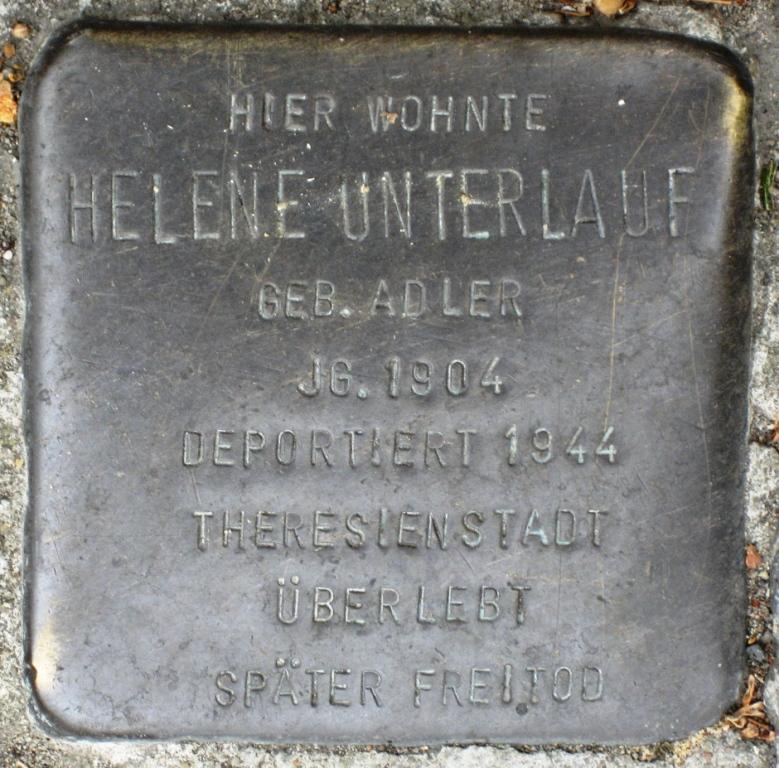 HIER WOHNTE
HELENE UNTERLAUF
GEB. ADLER
JG. 1904
DEPORTIERT 1944
THERESIENSTADT
ÜBERLEBT
SPÄTER FREITOD